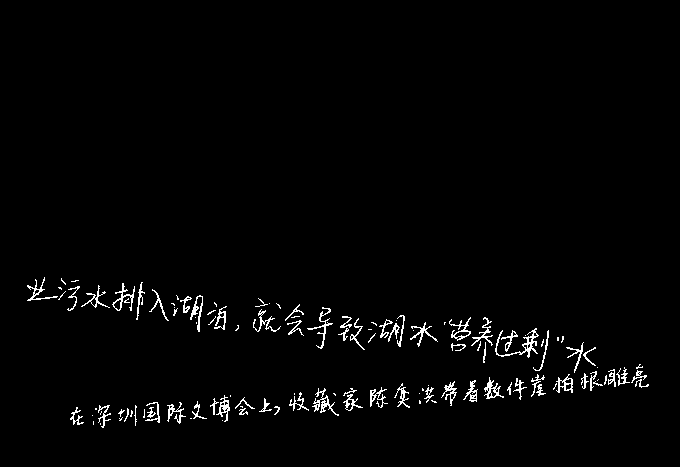 业污水排入湖泊，就会导致湖水“营养过剩”水
在深圳国际文博会上，收藏家陈奕洪带着数件崖柏根雕亮